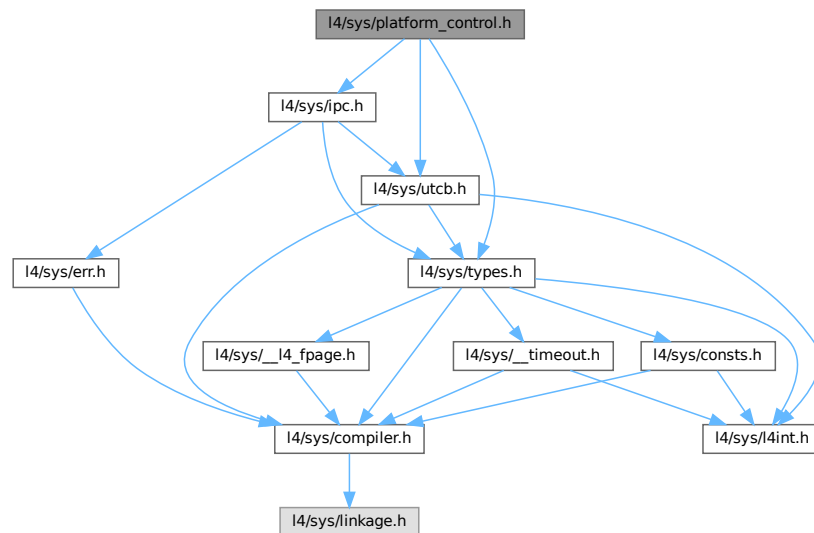 l4/sys/platform_control.h
l4/sys/ipc.h
l4/sys/utcb.h
l4/sys/err.h
l4/sys/types.h
l4/sys/__l4_fpage.h
l4/sys/__timeout.h
l4/sys/consts.h
l4/sys/compiler.h
l4/sys/l4int.h
l4/sys/linkage.h